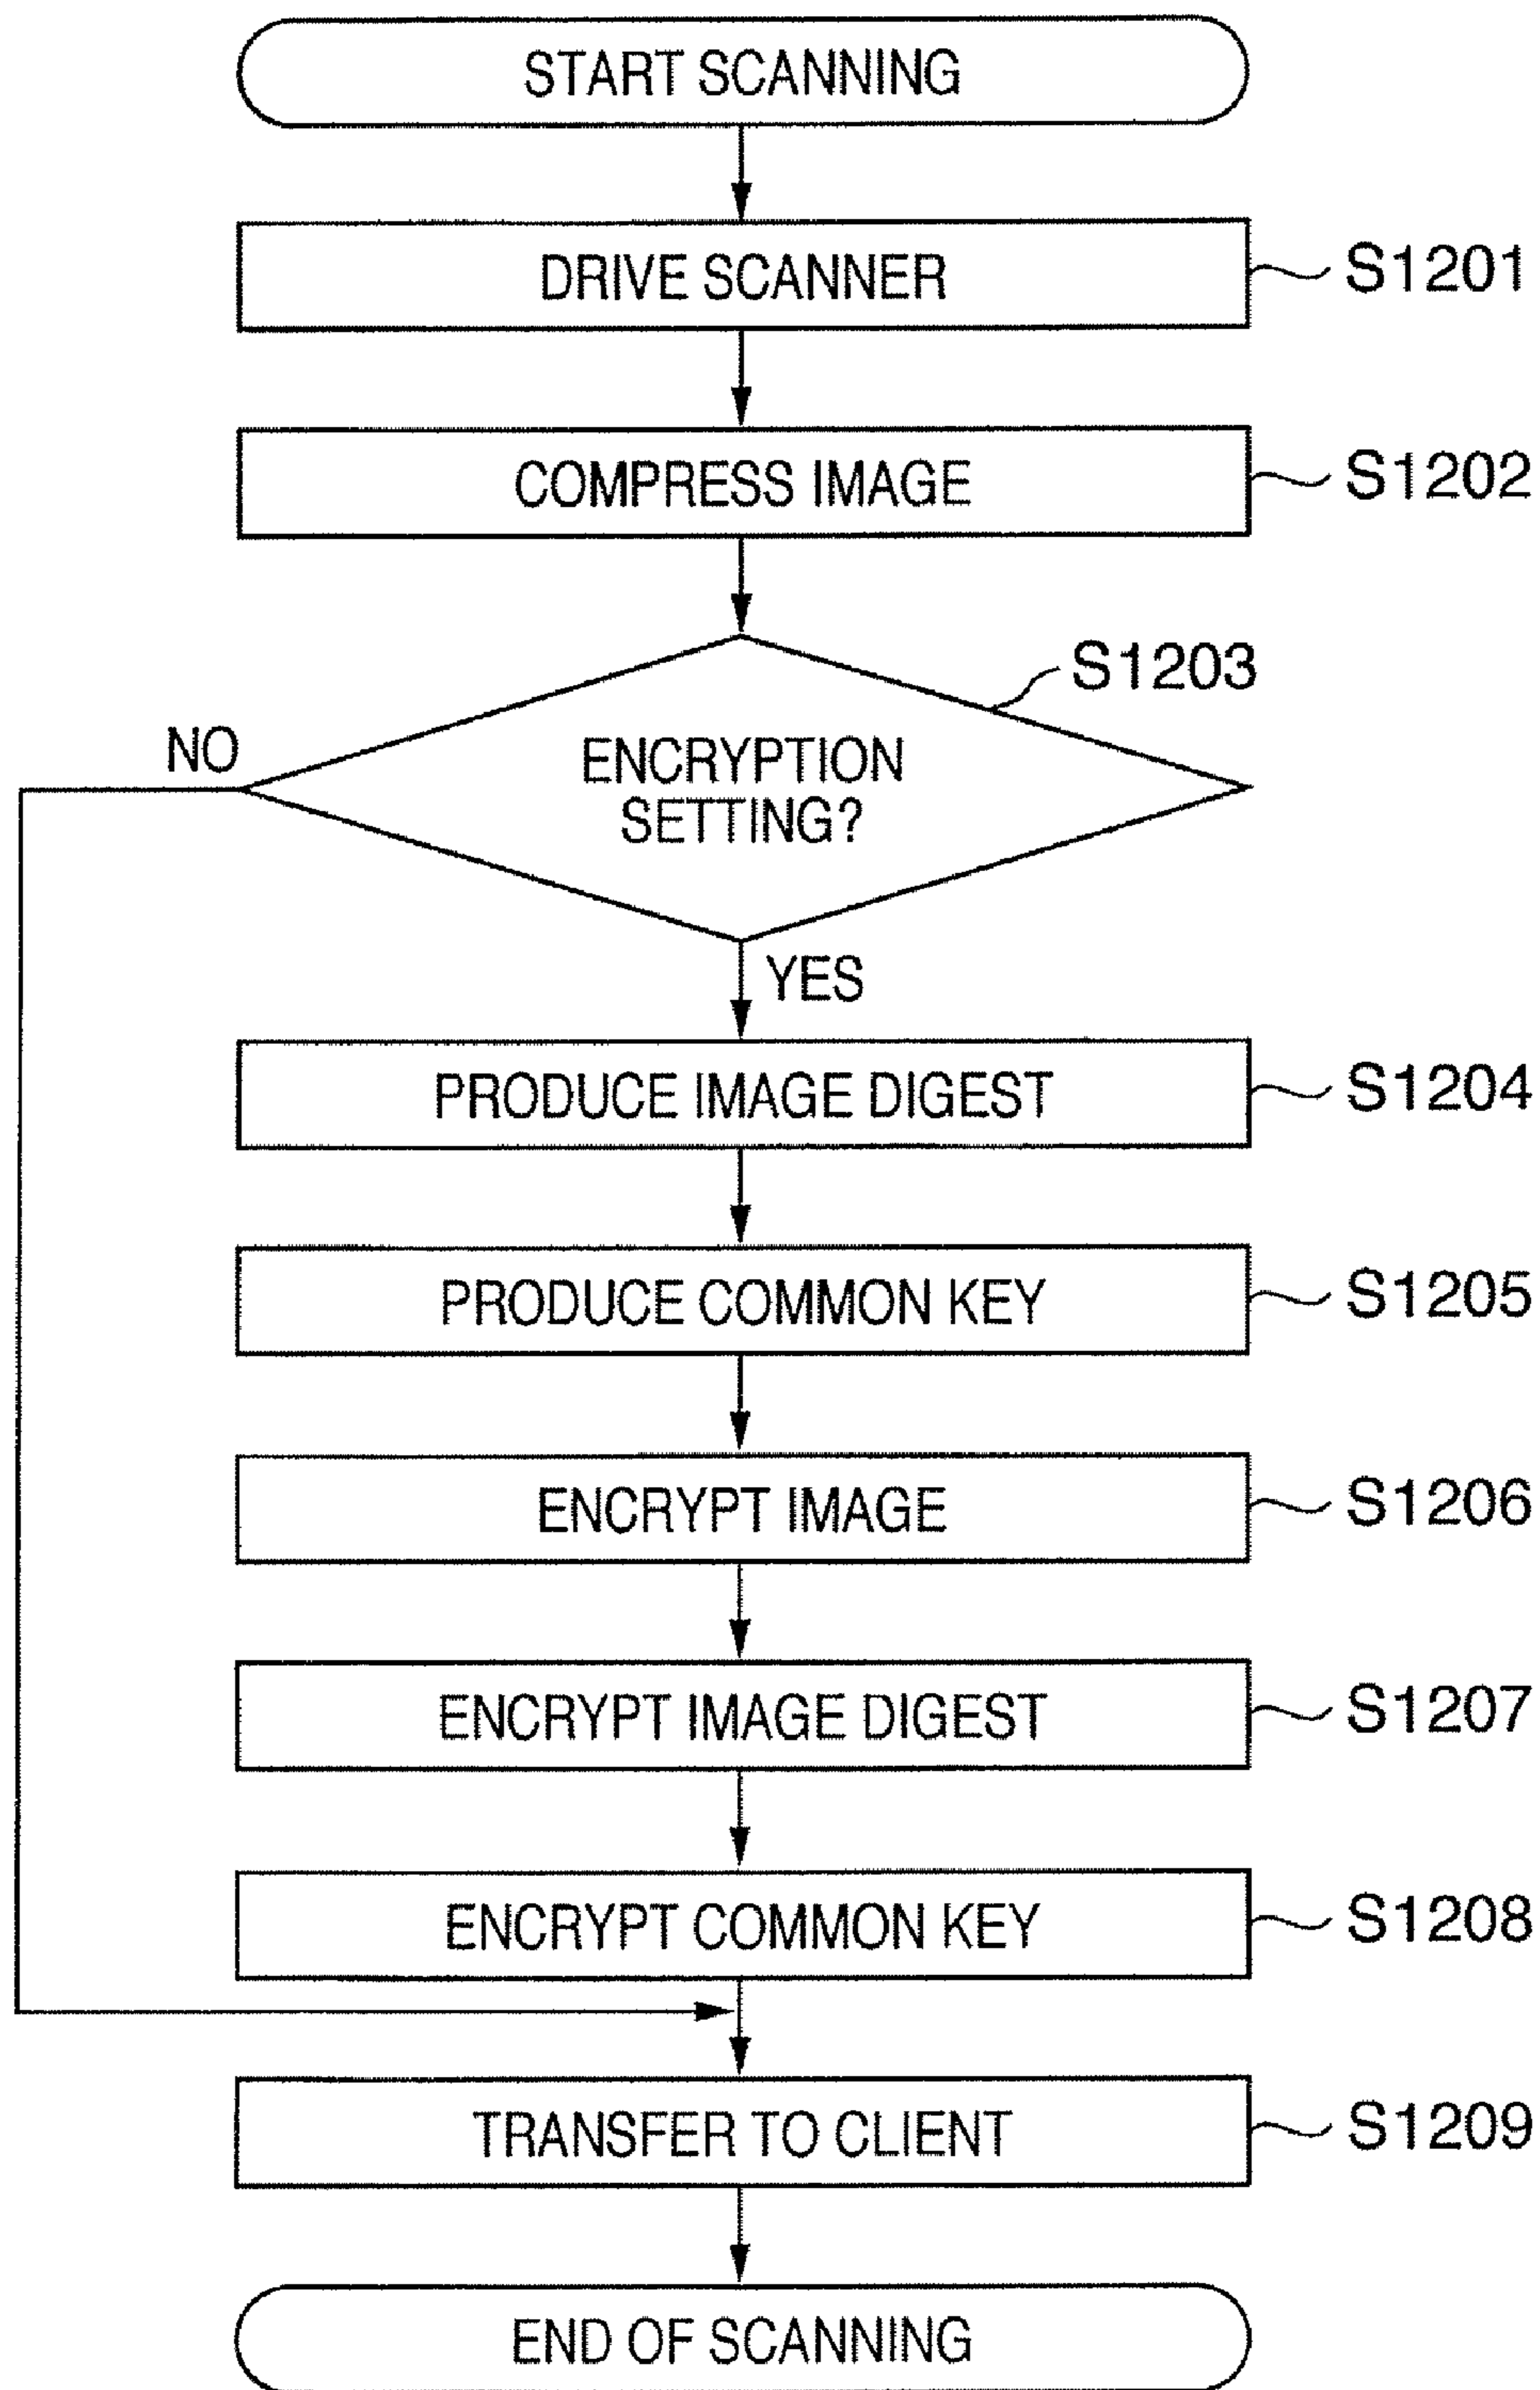 START SCANNING
DRIVE SCANNER
S1201
COMPRESS IMAGE
S1202
S1203
NO
ENCRYPTION
SETTING?
YES
PRODUCE IMAGE DIGEST
S1204
PRODUCE COMMON KEY
S1205
ENCRYPT IMAGE
S1206
ENCRYPT IMAGE DIGEST
S1207
ENCRYPT COMMON KEY
S1208
TRANSFER TO CLIENT
S1209
END OF SCANNING